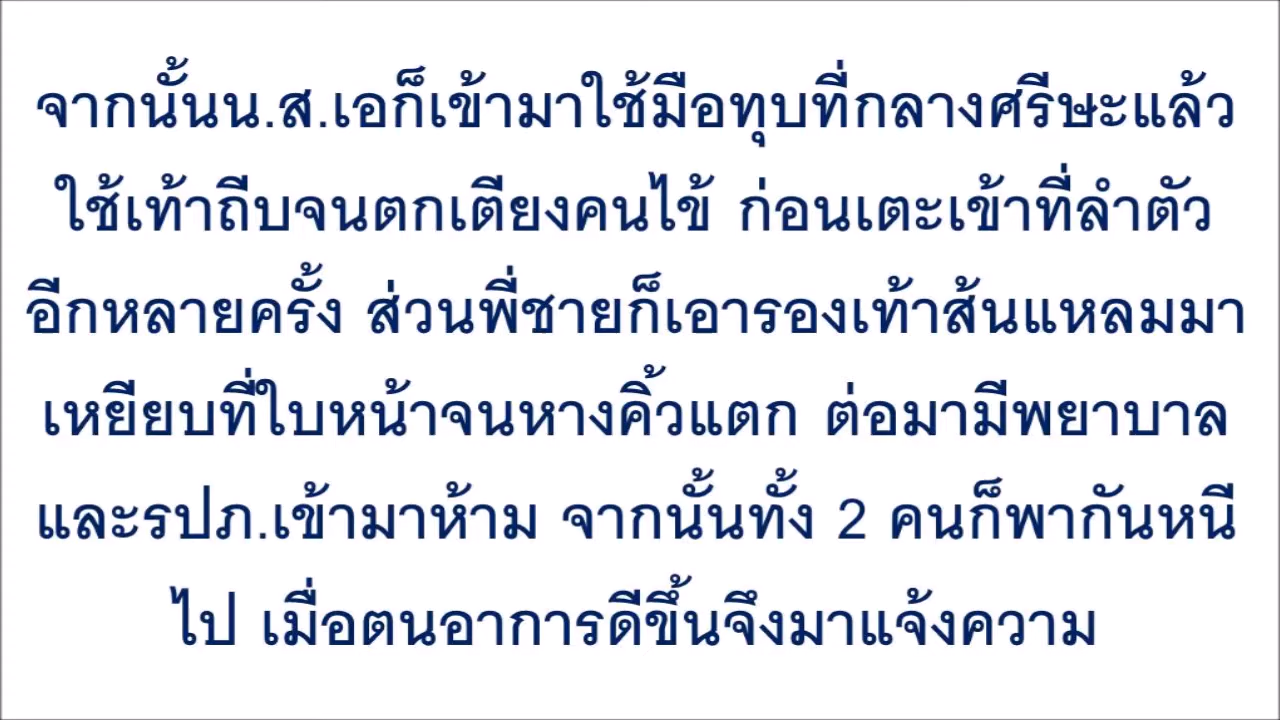 จากนั้นน.ส.เอก็เข้ามาใช้มือทุบที่กลางศรีษะแล้ว
ใช้เท้าถีบจนตกเตียงคนไข้ ก่อนเตะเข้าที่ลำตัว
อีกหลายครั้ง ส่วนพี่ชายก็เอารองเท้าส้นแหลมมา
เหยียบที่ใบหน้าจนหางคิ้วแตก ต่อมามีพยาบาล
และรปภ.เข้ามาห้าม จากนั้นทั้ง 2 คนก็พากันหนี
ไป เมื่อตนอาการดีขึ้นจึงมาแจ้งความ